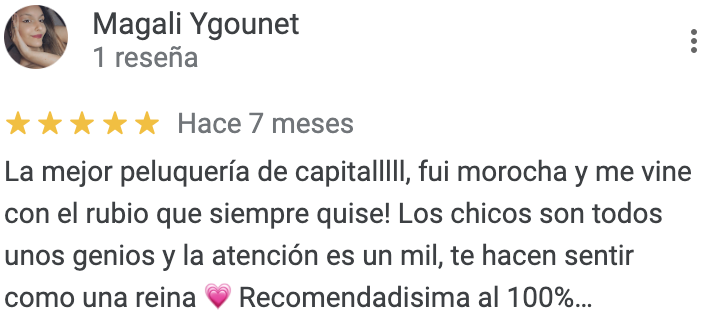 Magali Ygounet
1 reseña
Hace 7 meses
La mejor peluquería de capitalllll, fui morocha y me vine
con el rubio que siempre quise! Los chicos son todos
unos genios y la atención es un mil, te hacen sentir
como una reina 💗 Recomendadisima al 100%...